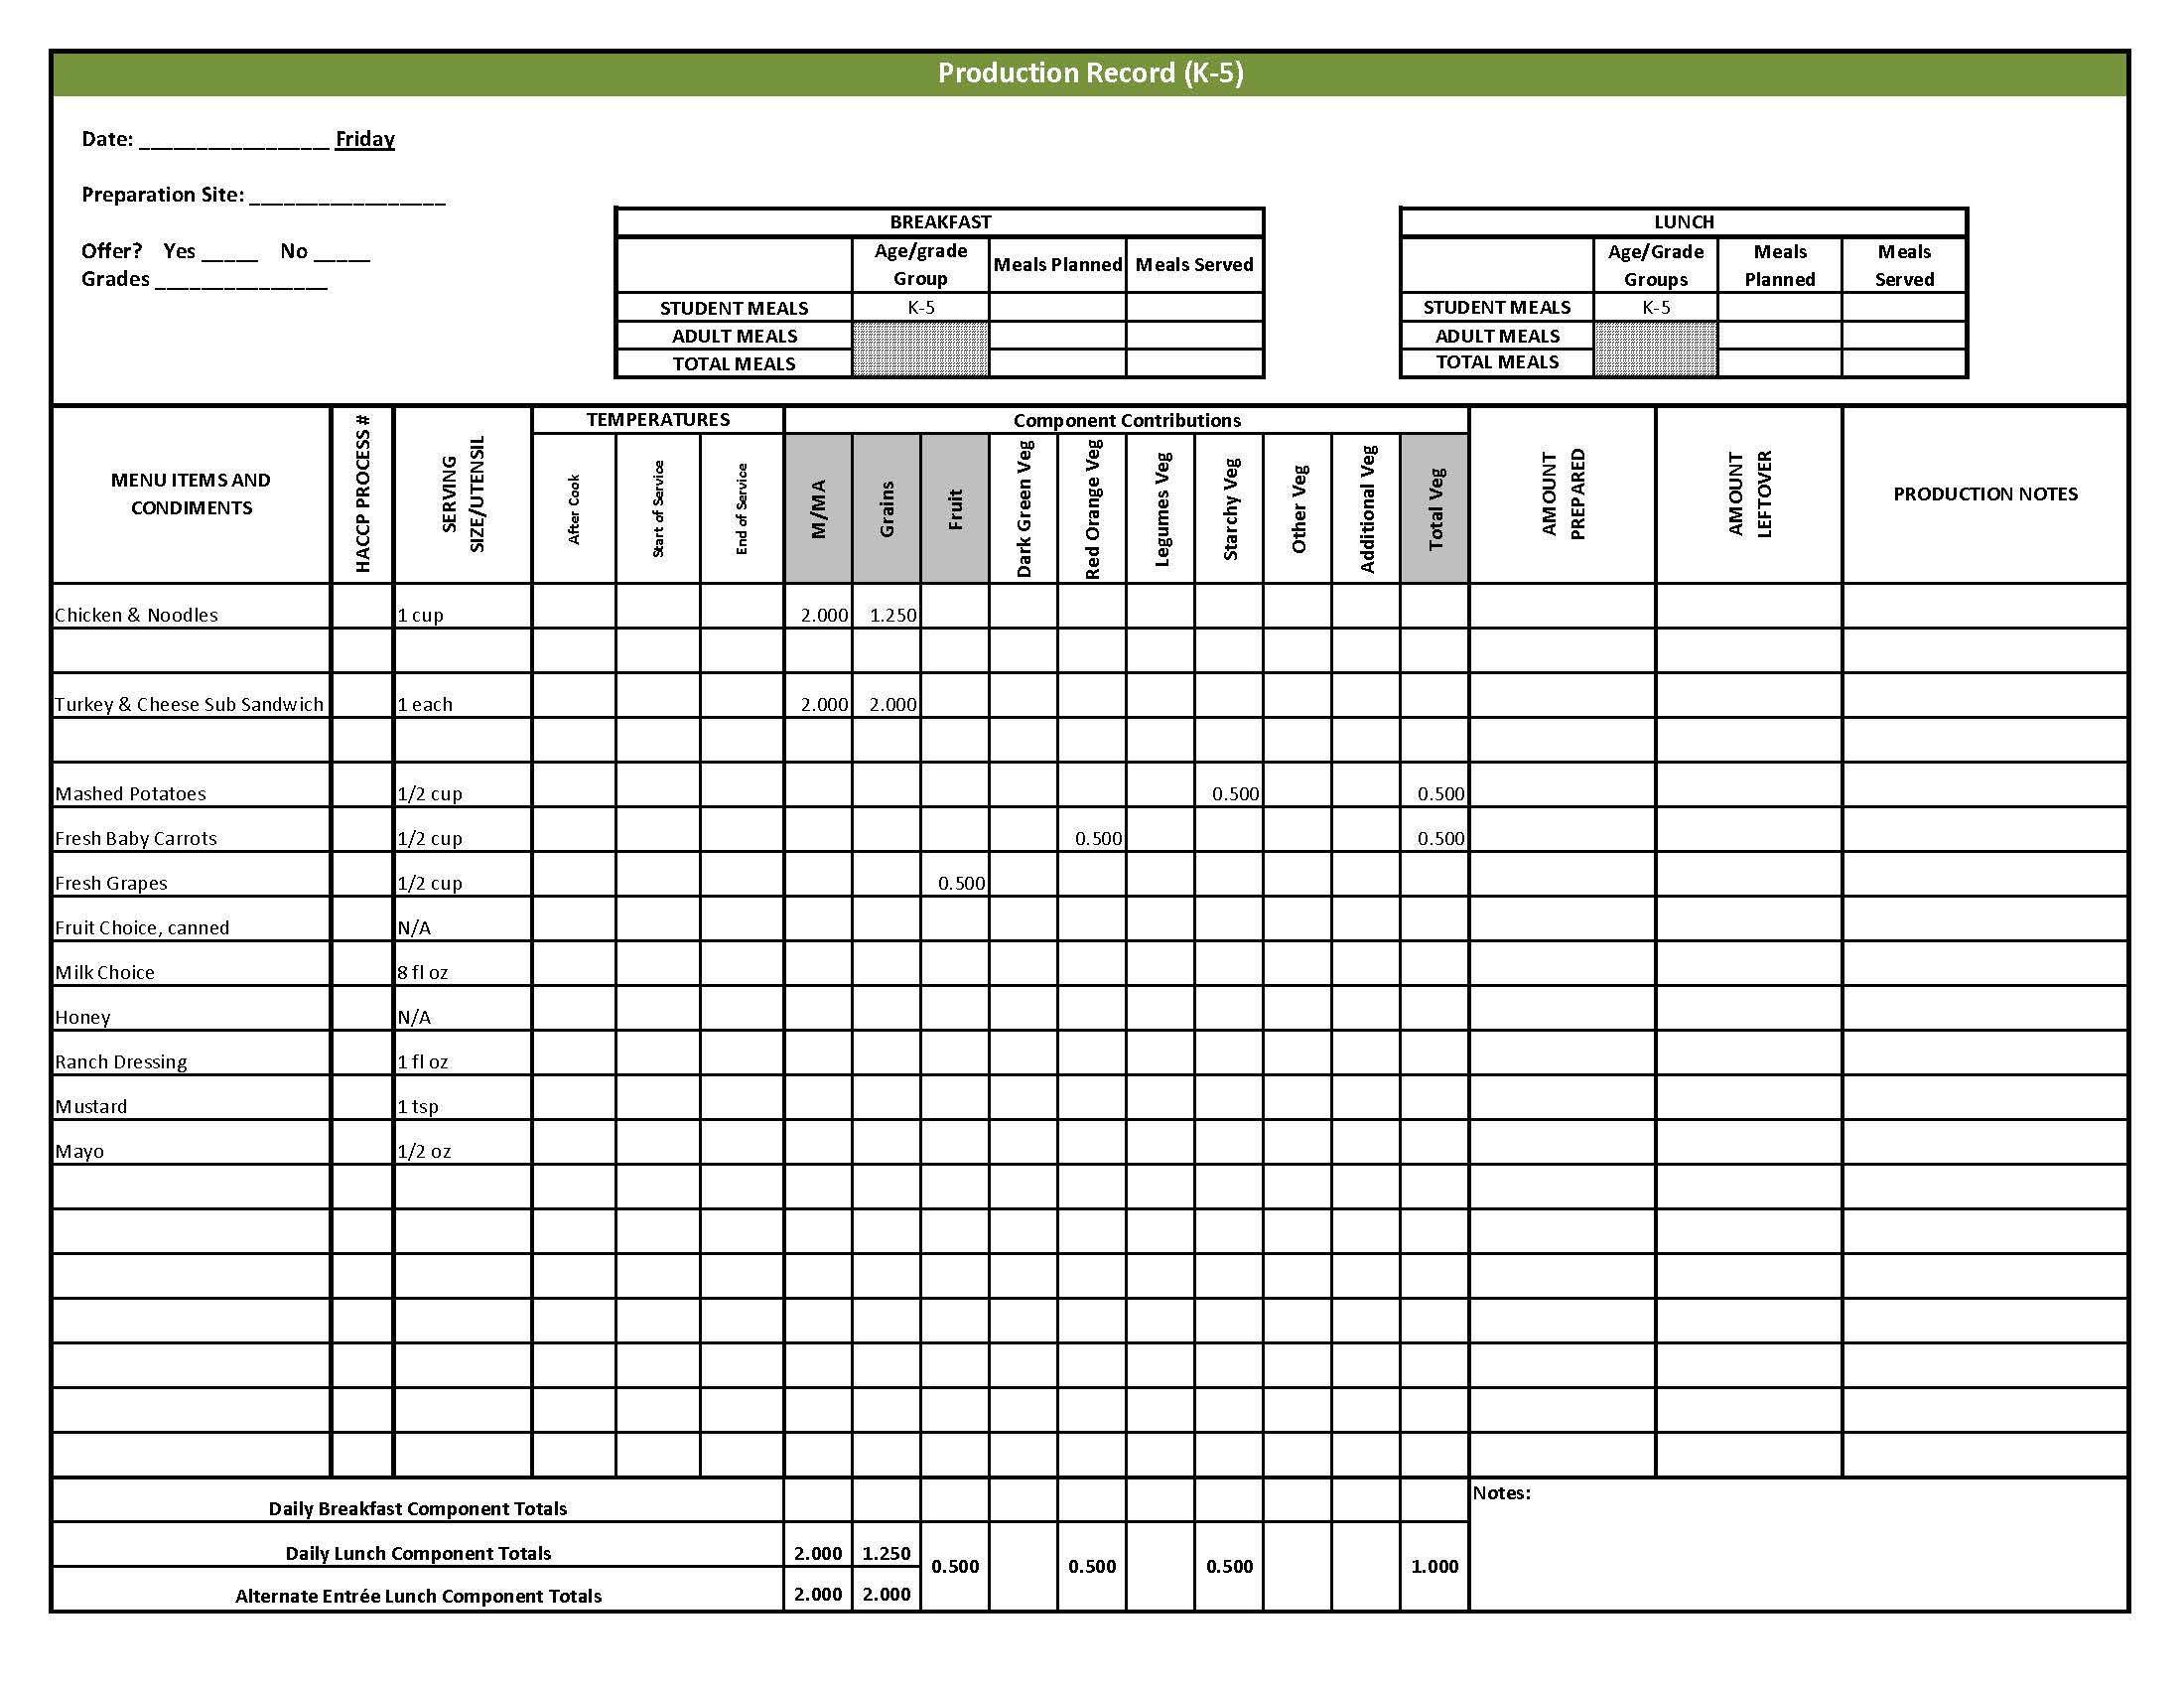 Production Record (K-5)
Date: _________________ Friday
Preparation Site: _________________
Offer? Yes _____ No _____
Grades _______________
BREAKFAST
Age/grade Group Meals Planned Meals Served
STUDENT MEALS K-5
ADULT MEALS
TOTAL MEALS
LUNCH
Age/Grade Groups Meals Planned Meals Served
STUDENT MEALS K-5
ADULT MEALS
TOTAL MEALS
MENU ITEMS AND CONDIMENTS
HACCP PROCESS #
SERVING SIZE/UTENSIL
TEMPERATURES
After Cook
Start of Service
End of Service
Component Contributions
M/MA
Grains
Fruit
Dark Green Veg
Red Orange Veg
Legumes Veg
Starchy Veg
Other Veg
Additional Veg
Total Veg
AMOUNT PREPARED
AMOUNT LEFTOVER
PRODUCTION NOTES
Chicken & Noodles 1 cup 2.000 1.250
Turkey & Cheese Sub Sandwich 1 each 2.000 2.000
Mashed Potatoes 1/2 cup 0.500 0.500
Fresh Baby Carrots 1/2 cup 0.500 0.500
Fresh Grapes 1/2 cup 0.500
Fruit Choice, canned N/A
Milk Choice 8 fl oz
Honey N/A
Ranch Dressing 1 fl oz
Mustard 1 tsp
Mayo 1/2 oz
Daily Breakfast Component Totals
Notes:
Daily Lunch Component Totals 2.000 1.250
0.500 0.500 0.500 1.000
Alternate Entrée Lunch Component Totals 2.000 2.000